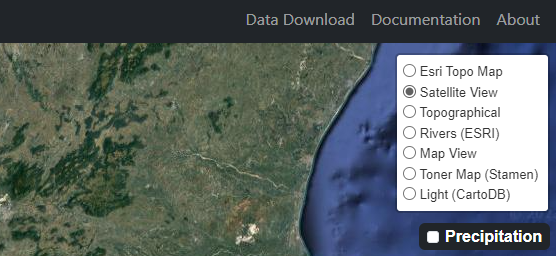 Data Download Documentation About
Esri Topo Map
Satellite View
Topographical
Rivers (ESRI)
Map View
Toner Map (Stamen)
Light (CartoDB)
Precipitation